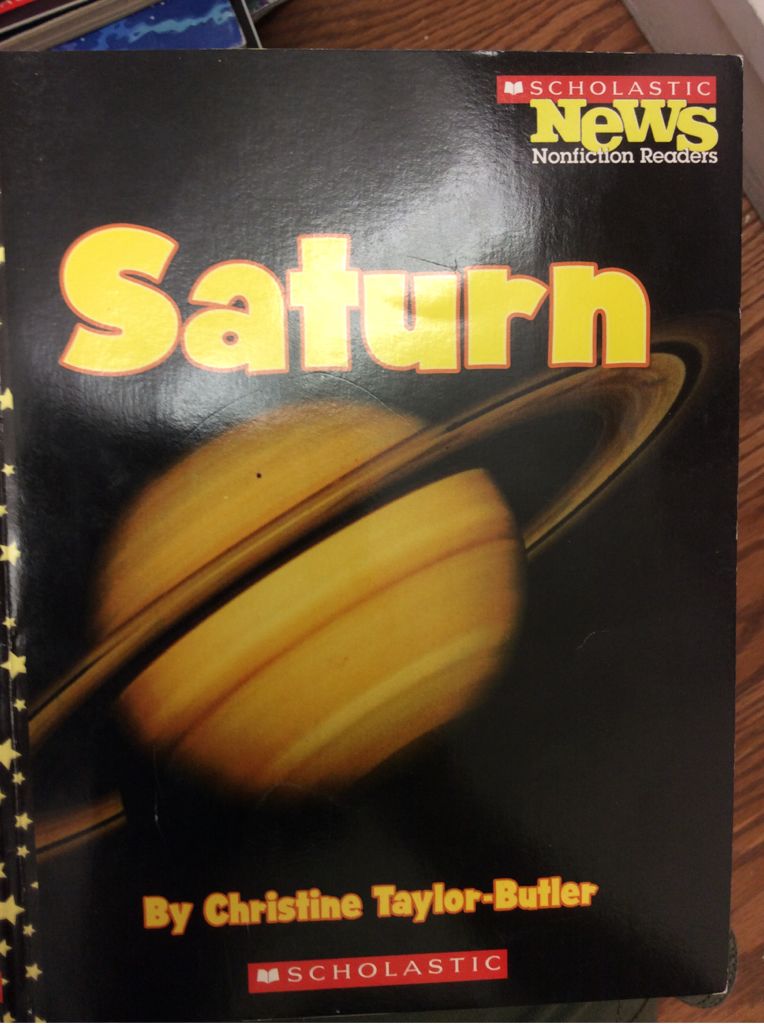 SCHOLASTIC
News
Nonfiction Readers
Saturn
By Christine Taylor-Butler
SCHOLASTIC